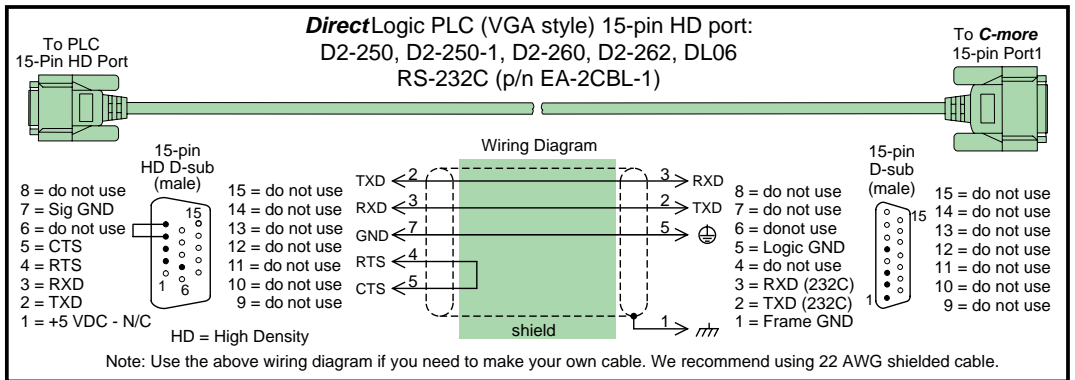 DirectLogic PLC (VGA style) 15-pin HD port:
D2-250, D2-250-1, D2-260, D2-262, DL06
RS-232C (p/n EA-2CBL-1)
To PLC
15-Pin HD Port
To C-more
15-pin Port1
Wiring Diagram
15-pin
HD D-sub
(male)
8 = do not use
7 = Sig GND
6 = do not use
5 = CTS
4 = RTS
3 = RXD
2 = TXD
1 = +5 VDC - N/C
15
1
6
HD = High Density
15 = do not use
14 = do not use
13 = do not use
12 = do not use
11 = do not use
10 = do not use
9 = do not use
TXD 2 3 RXD
RXD 3 2 TXD
GND 7 5
RTS 4
CTS 5
shield
1
8 = do not use
7 = do not use
6 = donot use
5 = Logic GND
4 = do not use
3 = RXD (232C)
2 = TXD (232C)
1 = Frame GND
15-pin
D-sub
(male)
15
1
15 = do not use
14 = do not use
13 = do not use
12 = do not use
11 = do not use
10 = do not use
9 = do not use
Note: Use the above wiring diagram if you need to make your own cable. We recommend using 22 AWG shielded cable.